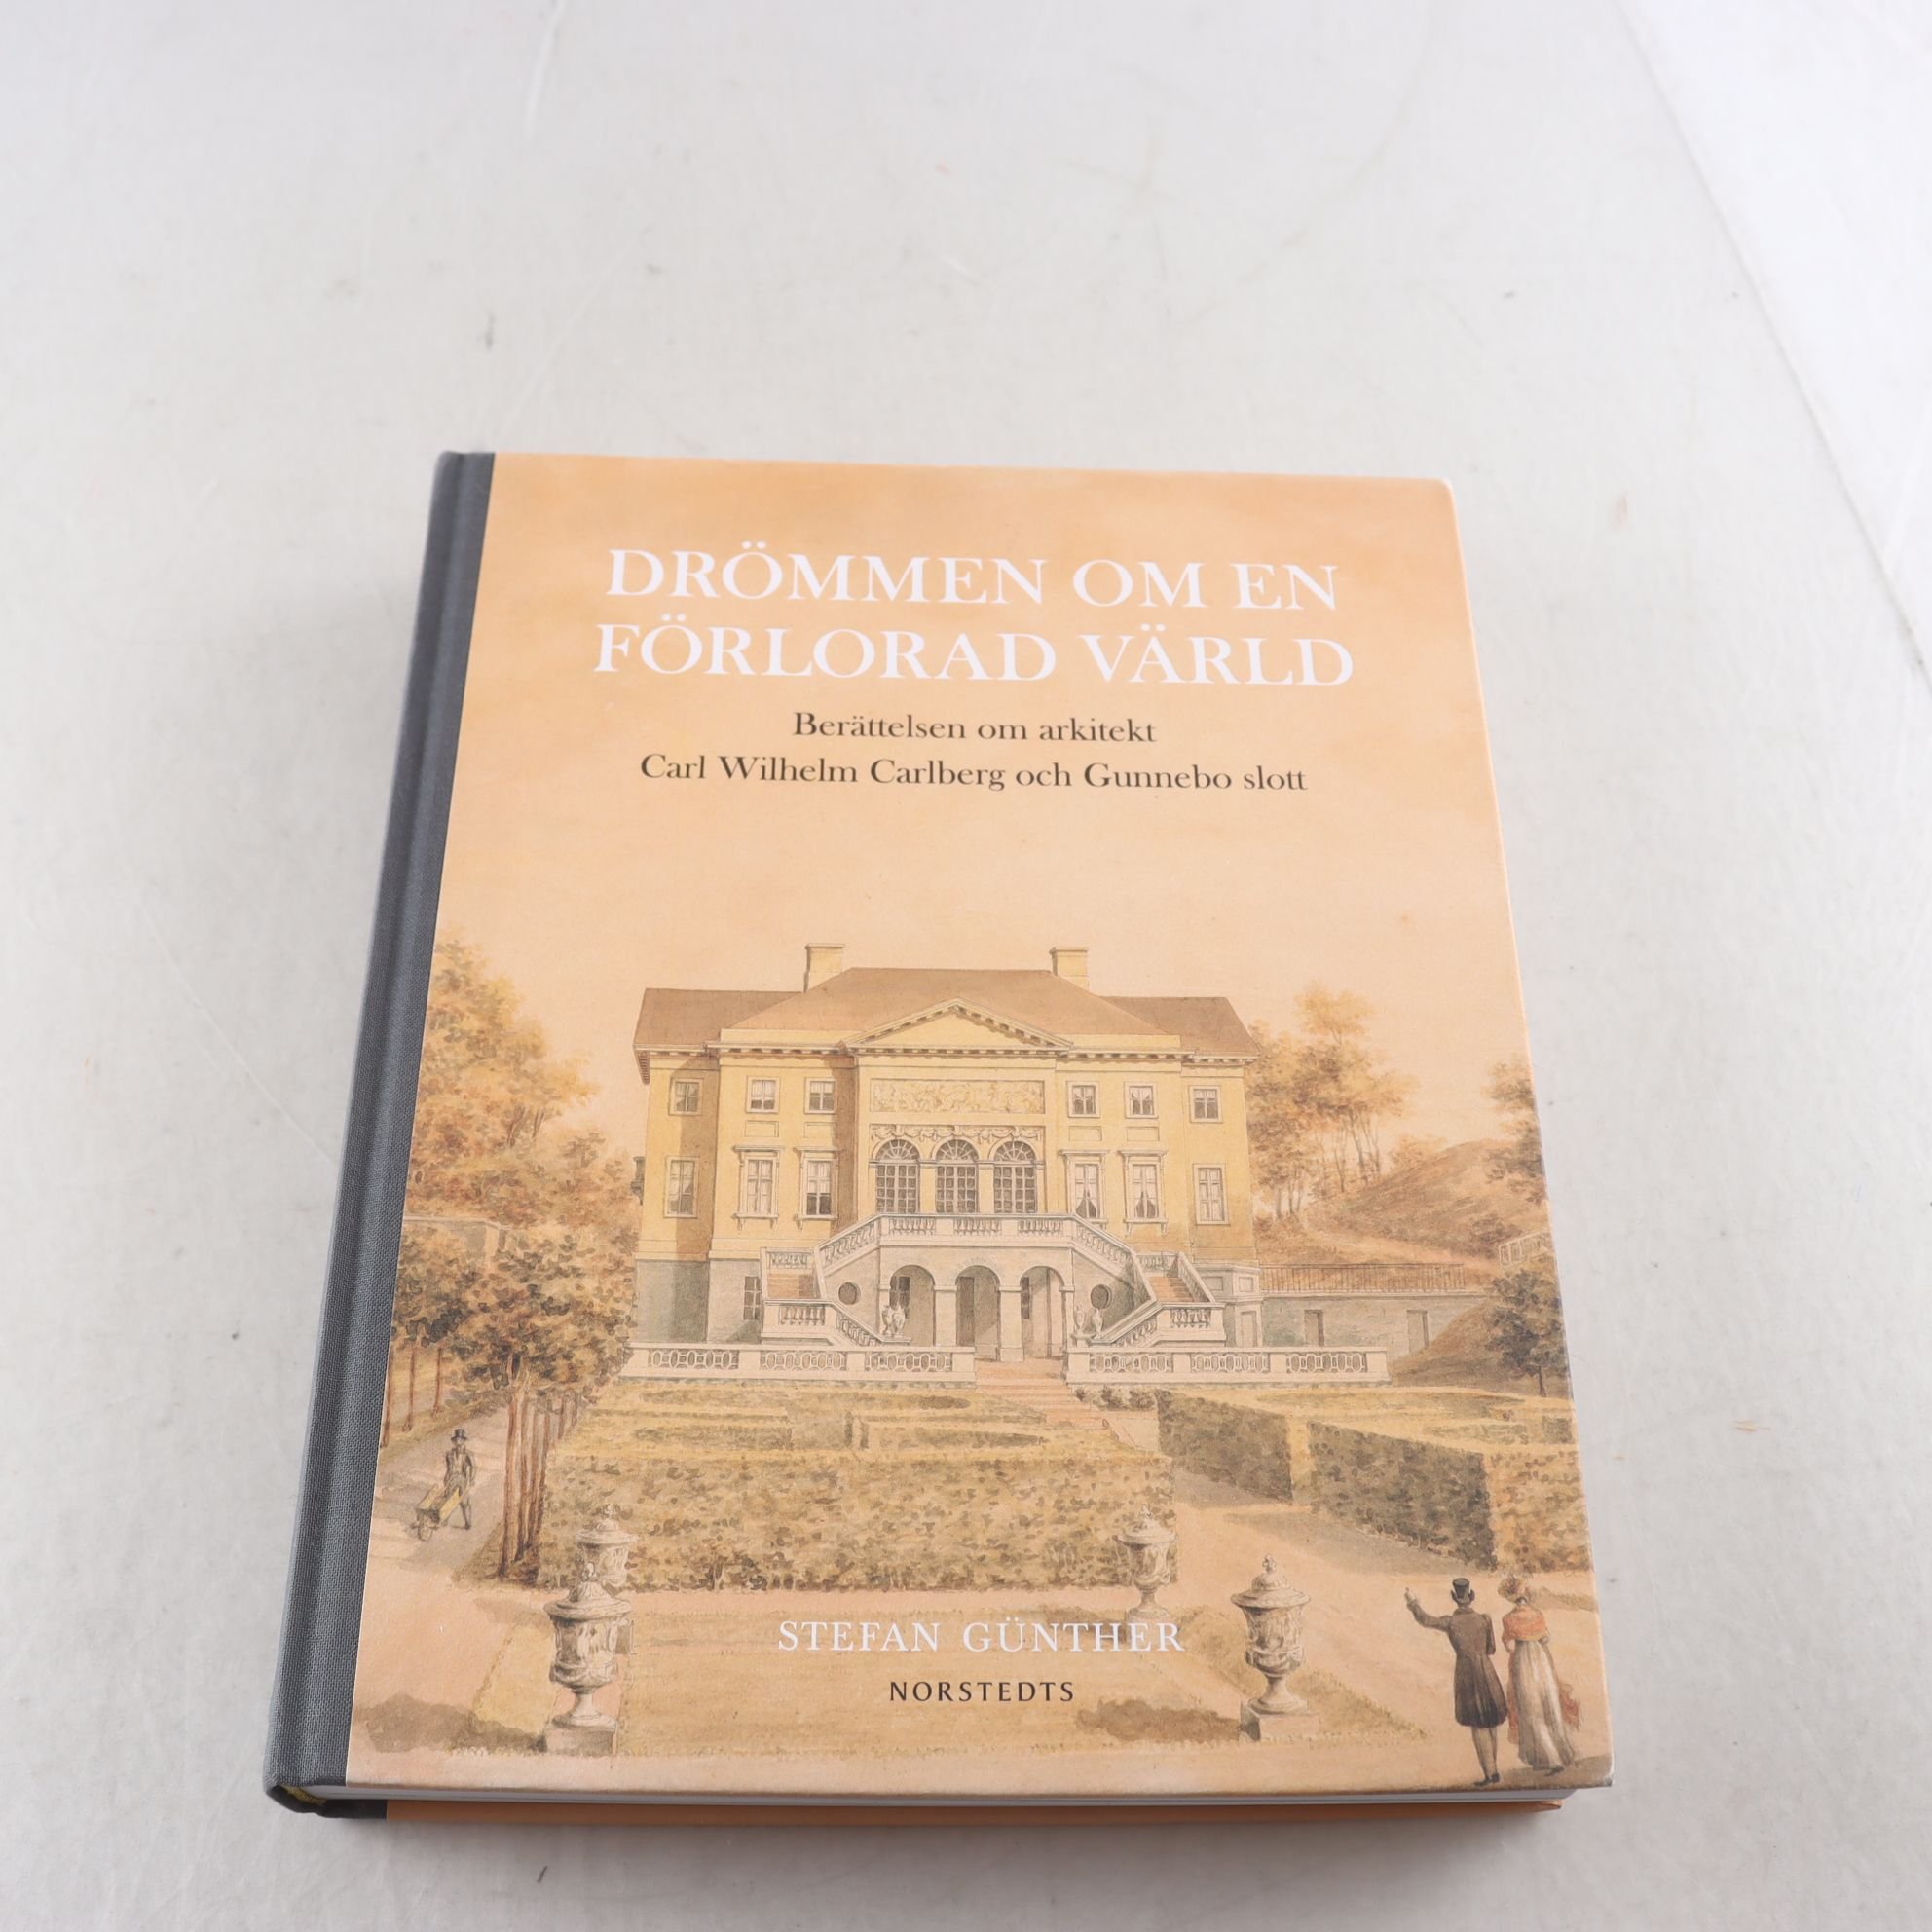 DRÖMMEN OM EN
FÖRLORAD VÄRLD
Berättelsen om arkitekt
Carl Wilhelm Carlberg och Gunnebo slott
STEFAN GÜNTHER
NORSTEDTS